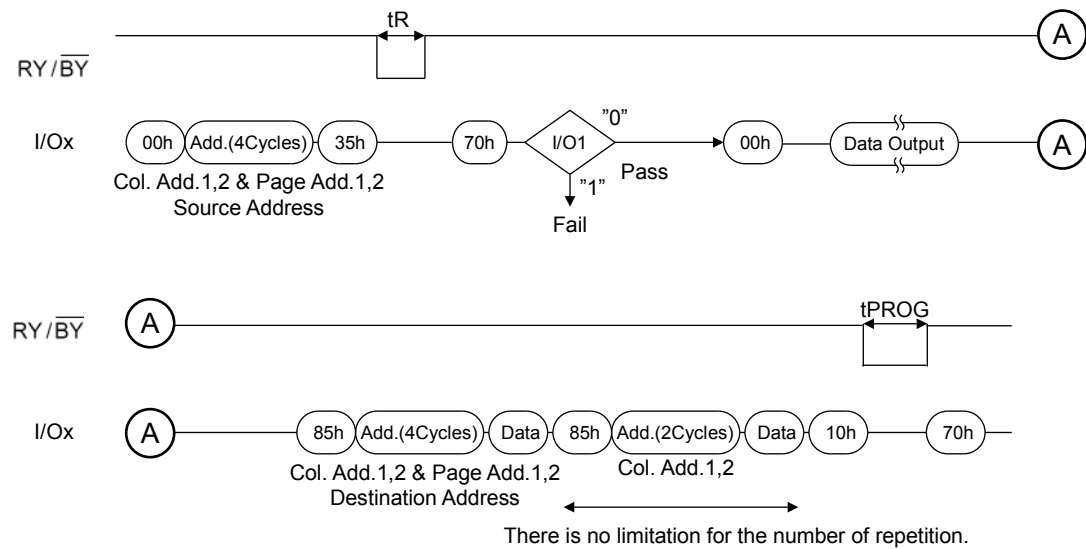 tR
A
RY/BY
"0"
I/Ox 00h Add.(4Cycles) 35h 70h I/O1 00h Data Output A
Pass
Col. Add.1,2 & Page Add.1,2
Source Address
"1"
Fail
A
RY/BY
tPROG
I/Ox A 85h Add.(4Cycles) Data 85h Add.(2Cycles) Data 10h 70h
Col. Add.1,2 & Page Add.1,2
Destination Address
Col. Add.1,2
There is no limitation for the number of repetition.